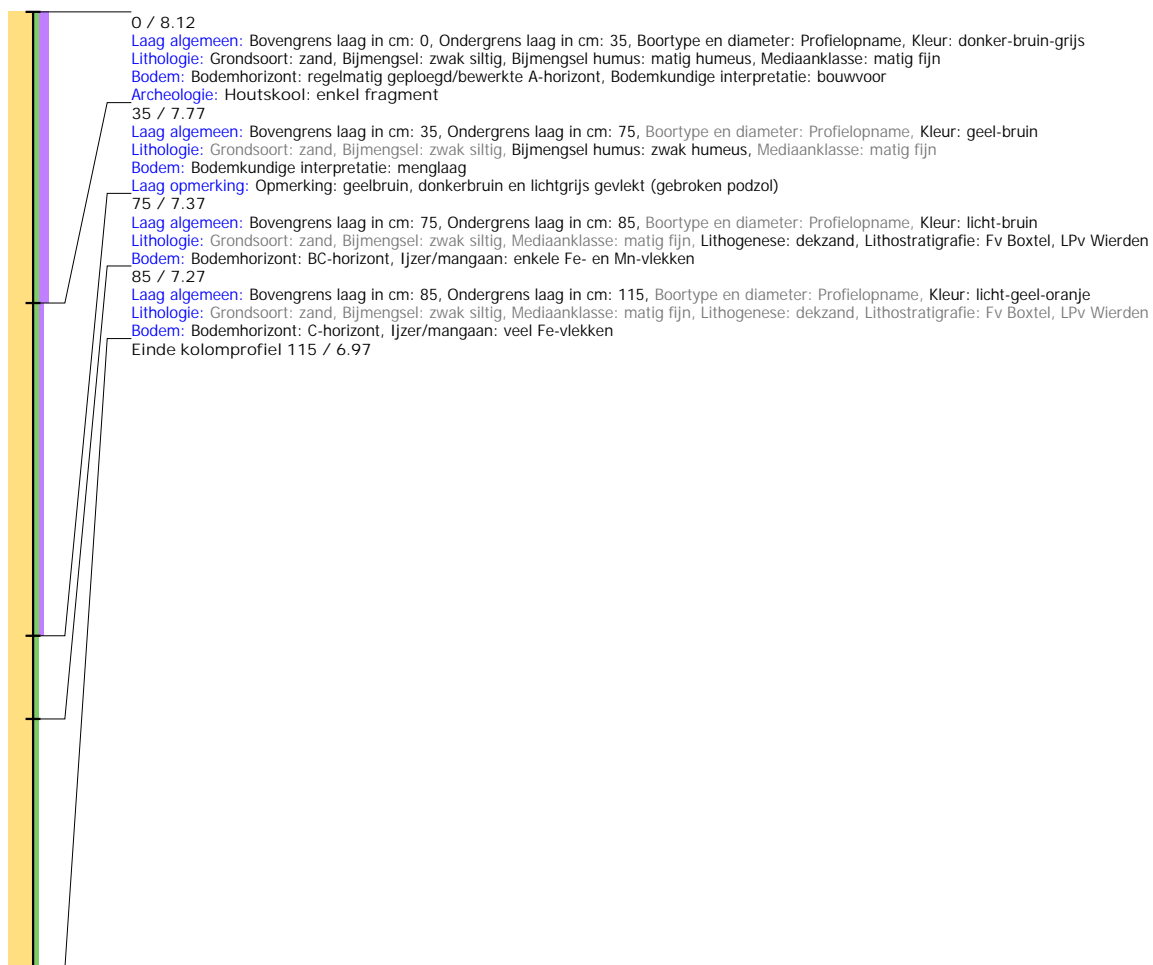 0 / 8.12
Laag algemeen: Bovengrens laag in cm: 0, Ondergrens laag in cm: 35, Boortype en diameter: Profielopname, Kleur: donker-bruin-grijs
Lithologie: Grondsoort: zand, Bijmengsel: zwak siltig, Bijmengsel humus: matig humeus, Mediaanklasse: matig fijn
Bodem: Bodemhorizont: regelmatig geploegd/bewerkte A-horizont, Bodemkundige interpretatie: bouwvoor
Archeologie: Houtskool: enkel fragment
35 / 7.77
Laag algemeen: Bovengrens laag in cm: 35, Ondergrens laag in cm: 75, Boortype en diameter: Profielopname, Kleur: geel-bruin
Lithologie: Grondsoort: zand, Bijmengsel: zwak siltig, Bijmengsel humus: zwak humeus, Mediaanklasse: matig fijn
Bodem: Bodemkundige interpretatie: menglaag
Laag opmerking: Opmerking: geelbruin, donkerbruin en lichtgrijs gevlekt (gebroken podzol)
75 / 7.37
Laag algemeen: Bovengrens laag in cm: 75, Ondergrens laag in cm: 85, Boortype en diameter: Profielopname, Kleur: licht-bruin
Lithologie: Grondsoort: zand, Bijmengsel: zwak siltig, Mediaanklasse: matig fijn, Lithogenese: dekzand, Lithostratigrafie: Fv Boxtel, LPv Wierden
Bodem: Bodemhorizont: BC-horizont, Ijzer/mangaan: enkele Fe- en Mn-vlekken
85 / 7.27
Laag algemeen: Bovengrens laag in cm: 85, Ondergrens laag in cm: 115, Boortype en diameter: Profielopname, Kleur: licht-geel-oranje
Lithologie: Grondsoort: zand, Bijmengsel: zwak siltig, Mediaanklasse: matig fijn, Lithogenese: dekzand, Lithostratigrafie: Fv Boxtel, LPv Wierden
Bodem: Bodemhorizont: C-horizont, Ijzer/mangaan: veel Fe-vlekken
Einde kolomprofiel 115 / 6.97